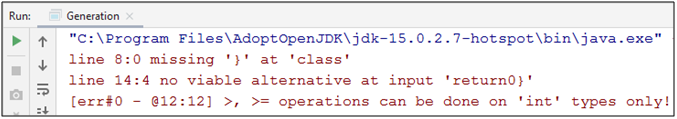 Run: Generation
"C:\Program Files\AdoptOpenJDK\jdk-15.0.2.7-hotspot\bin\java.exe"
line 8:0 missing '}' at 'class'
line 14:4 no viable alternative at input 'return0}'
[err#0 - @12:12] >, >= operations can be done on 'int' types only!